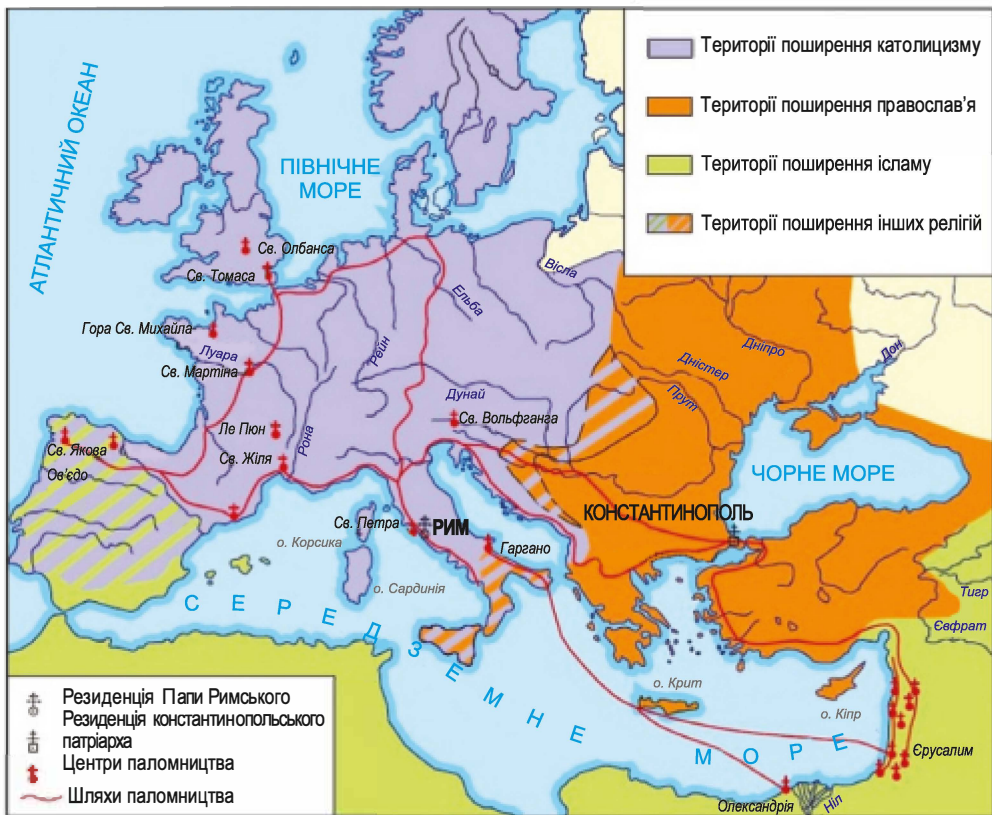 Території поширення католицизму
Території поширення православ’я
Території поширення ісламу
Території поширення інших релігій
АТЛАНТИЧНИЙ ОКЕАН
ПІВНІЧНЕ
МОРЕ
Св. Олбанса
Св. Томаса
Вісла
Ельба
Гора Св. Михайла
Луара
Рейн
Дніпро
Дністер
Дон
Св. Мартіна
Дунай
Прут
Св. Вольфганга
Ле Пюн
Рона
Св. Якова
Св. Жіля
Ов’єдо
ЧОРНЕ МОРЕ
КОНСТАНТИНОПОЛЬ
Св. Петра
РИМ
о. Корсика
Гаргано
о. Сардинія
Тигр
Євфрат
СЕРЕДЗЕМНЕ МОРЕ
о. Крит
о. Кіпр
Єрусалим
Олександрія
Ніл
Резиденція Папи Римського
Резиденція константинопольського
патріарха
Центри паломництва
Шляхи паломництва